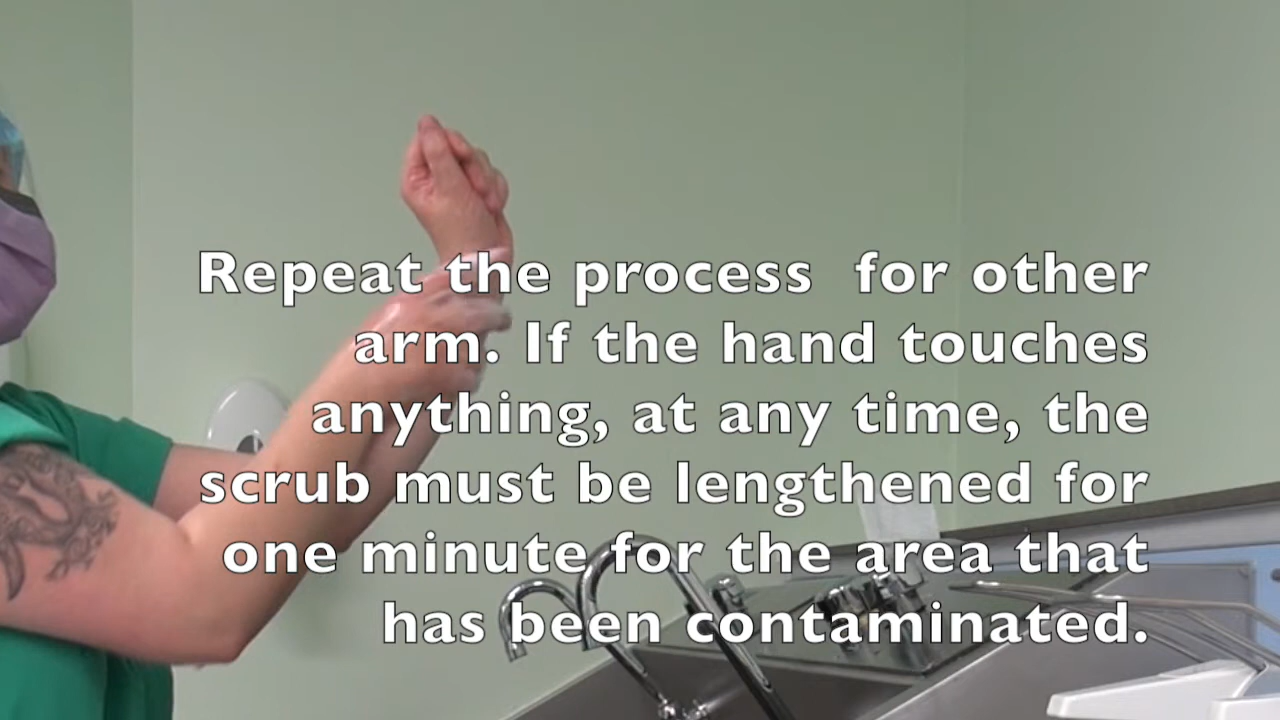 Repeat the process  for other
arm. If the hand touches
anything, at any time, the
scrub must be lengthened for
one minute for the area that
has been contaminated.